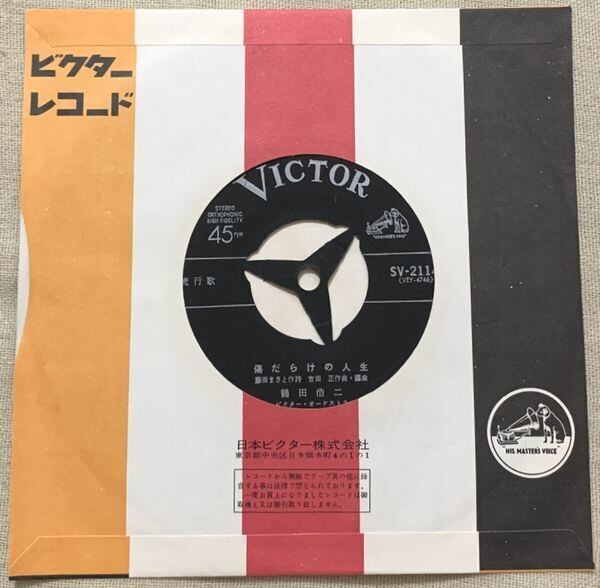 ビクター
レコード
VICTOR
STEREO
ORTHOPHONIC
HIGH FIDELITY
45rpm
"HIS MASTER'S VOICE"
流行歌
SV-2114
(VEY-4746)
傷だらけの人生
藤田まさと作詩 吉田 正作曲・編曲
鶴田浩二
ビクター・オーケストラ
日本ビクター株式会社
東京都中央区日本橋本町4の1の1
レコードから無断でテープ其の他に録
音する事は法律で禁じられております。
一度お買上になりましたレコードは御
取換え又は御引取り致しません。
"HIS MASTER'S VOICE"